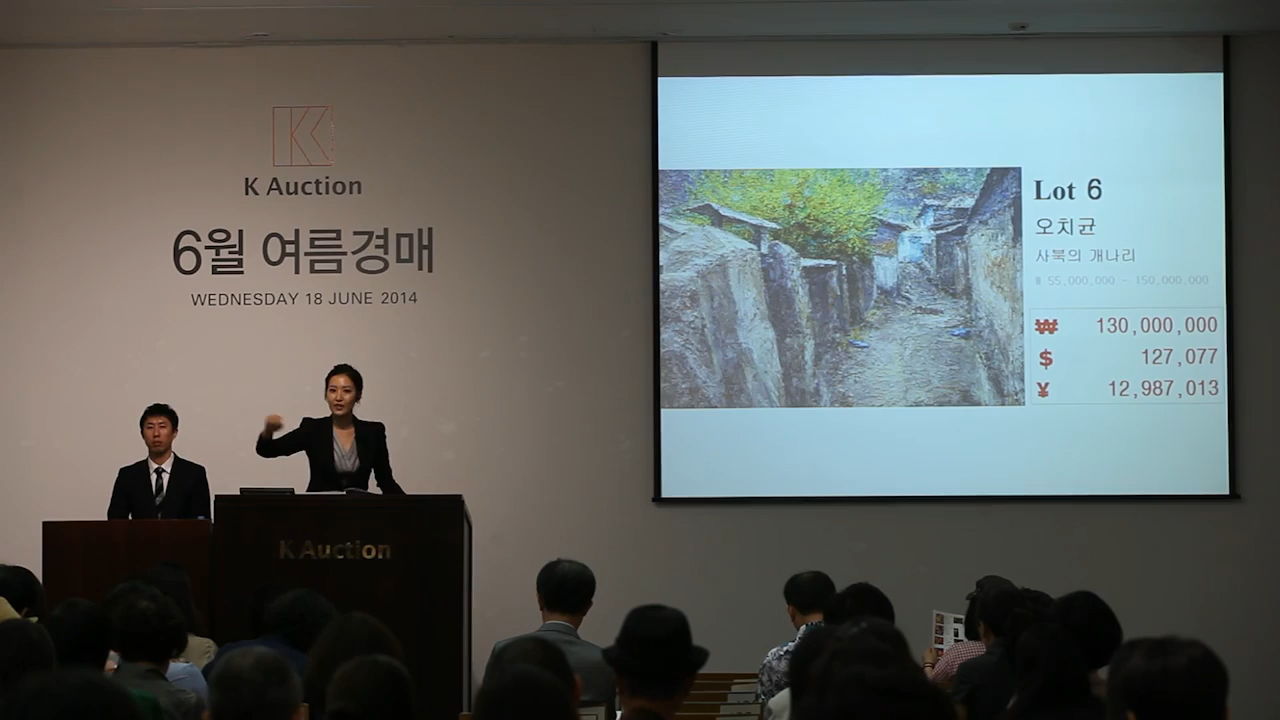 K Auction
6월 여름경매
WEDNESDAY 18 JUNE 2014
K Auction
Lot 6
오치균
사북의 개나리
₩ 55,000,000 - 150,000,000
₩ 130,000,000
$ 127,077
¥ 12,987,013